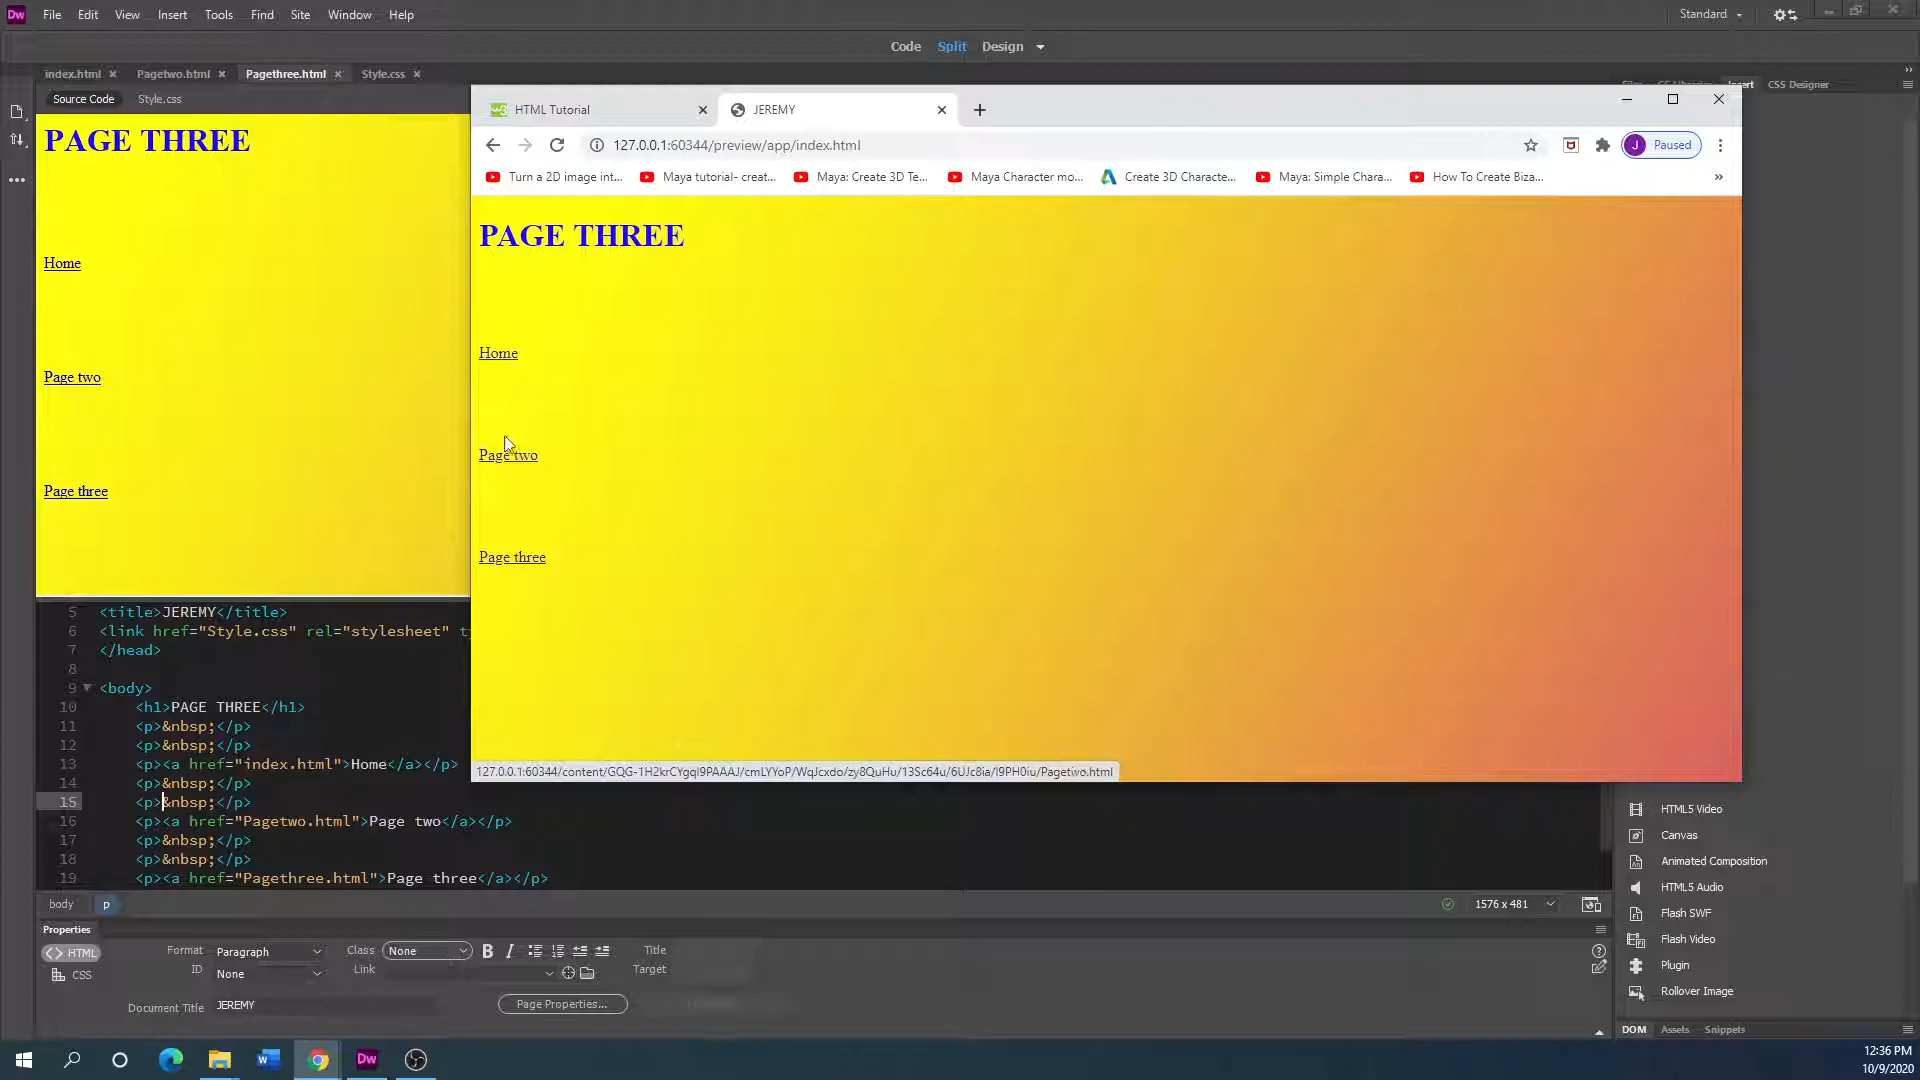 Dw File Edit View Insert Tools Find Site Window Help Standard
Code Split Design
index.html Pagetwo.html Pagethree.html Style.css
Source Code Style.css
CSS Designer
PAGE THREE
Home
Page two
Page three
HTML Tutorial JEREMY
127.0.0.1:60344/preview/app/index.html J Paused
Turn a 2D image int... Maya tutorial- creat... Maya: Create 3D Te... Maya Character mo... Create 3D Characte... Maya: Simple Chara... How To Create Biza... »
PAGE THREE
Home
Page two
Page three
127.0.0.1:60344/content/GQG-1H2krCYgqI9PAAAJ/cmLYYoP/WqJcxdo/zy8QuHu/13Sc64u/6UJc8ia/I9PH0iu/Pagetwo.html
5 <title>JEREMY</title>
6 <link href="Style.css" rel="stylesheet" ty
7 </head>
8
9 <body>
10 <h1>PAGE THREE</h1>
11 <p>&nbsp;</p>
12 <p>&nbsp;</p>
13 <p><a href="index.html">Home</a></p>
14 <p>&nbsp;</p>
15 <p>&nbsp;</p>
16 <p><a href="Pagetwo.html">Page two</a></p>
17 <p>&nbsp;</p>
18 <p>&nbsp;</p>
19 <p><a href="Pagethree.html">Page three</a></p>
body p 1576 x 481
Properties
HTML Format Paragraph Class None B I Title
CSS ID None Link Target
Document Title JEREMY Page Properties...
HTML5 Video
Canvas
Animated Composition
HTML5 Audio
Flash SWF
Flash Video
Plugin
Rollover Image
DOM Assets Snippets
Dw
12:36 PM
10/9/2020